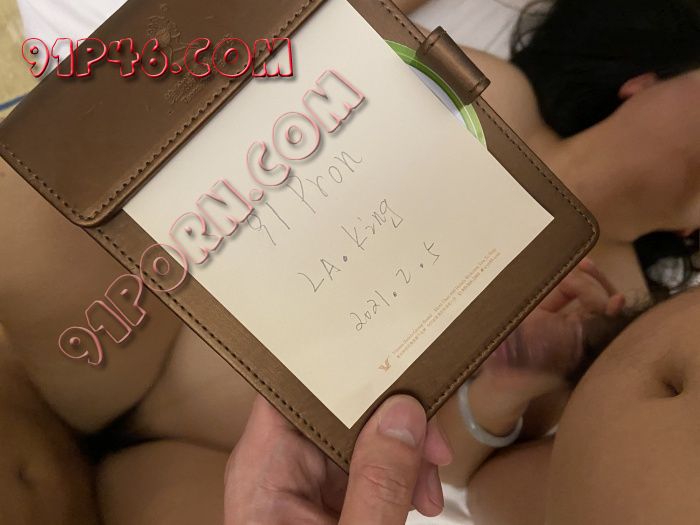 91P46.COM
91PORN.COM
91 Pron
LA. King
2021.2.5